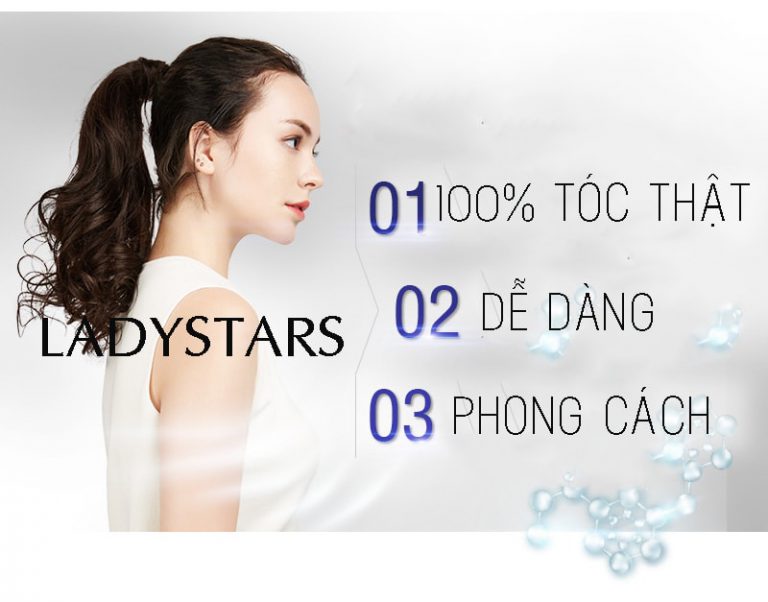 01 100% TÓC THẬT
02 DỄ DÀNG
LADYSTARS
03 PHONG CÁCH